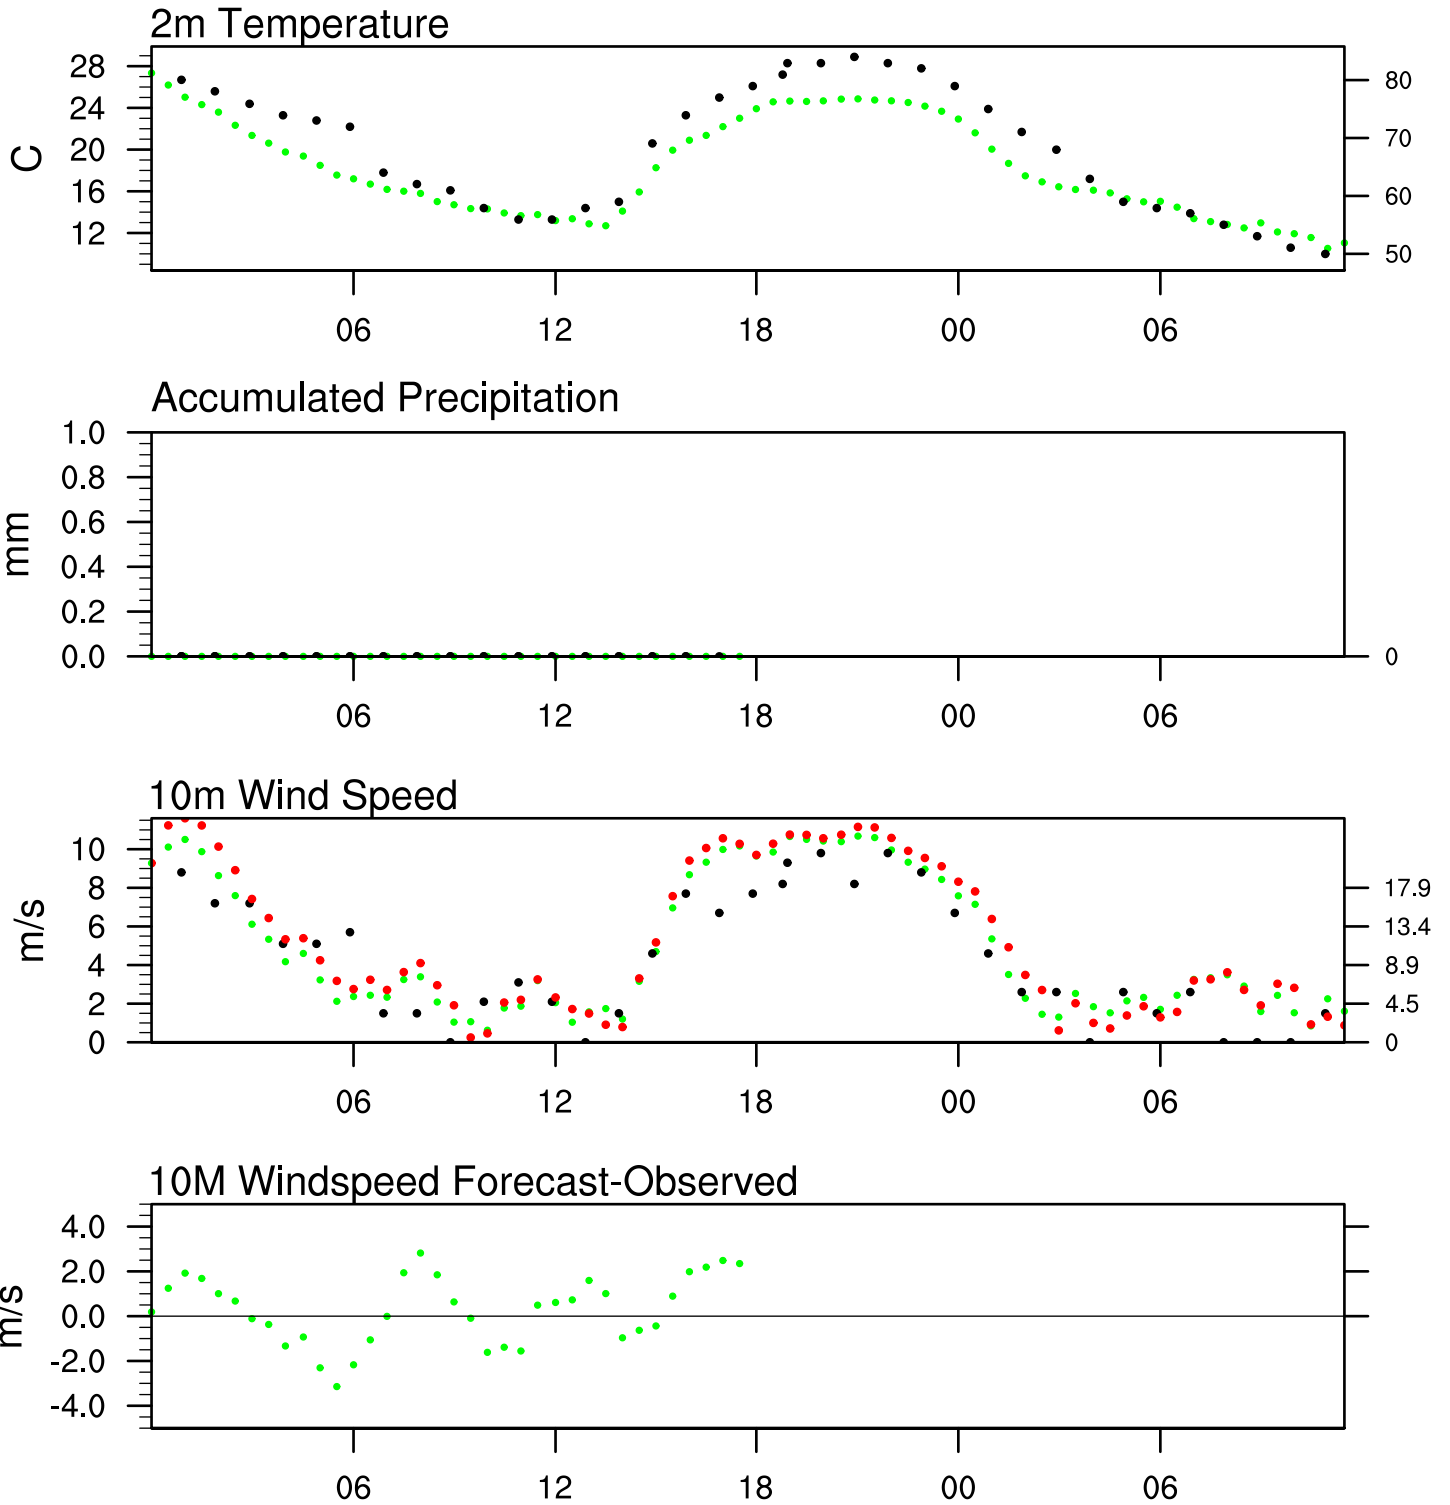 2m Temperature
28
24
20
16
12
C
80
70
60
50
06 12 18 00 06
Accumulated Precipitation
1.0
0.8
0.6
0.4
0.2
0.0
mm
0
06 12 18 00 06
10m Wind Speed
10
8
6
4
2
0
m/s
17.9
13.4
8.9
4.5
0
06 12 18 00 06
10M Windspeed Forecast-Observed
4.0
2.0
0.0
-2.0
-4.0
m/s
06 12 18 00 06